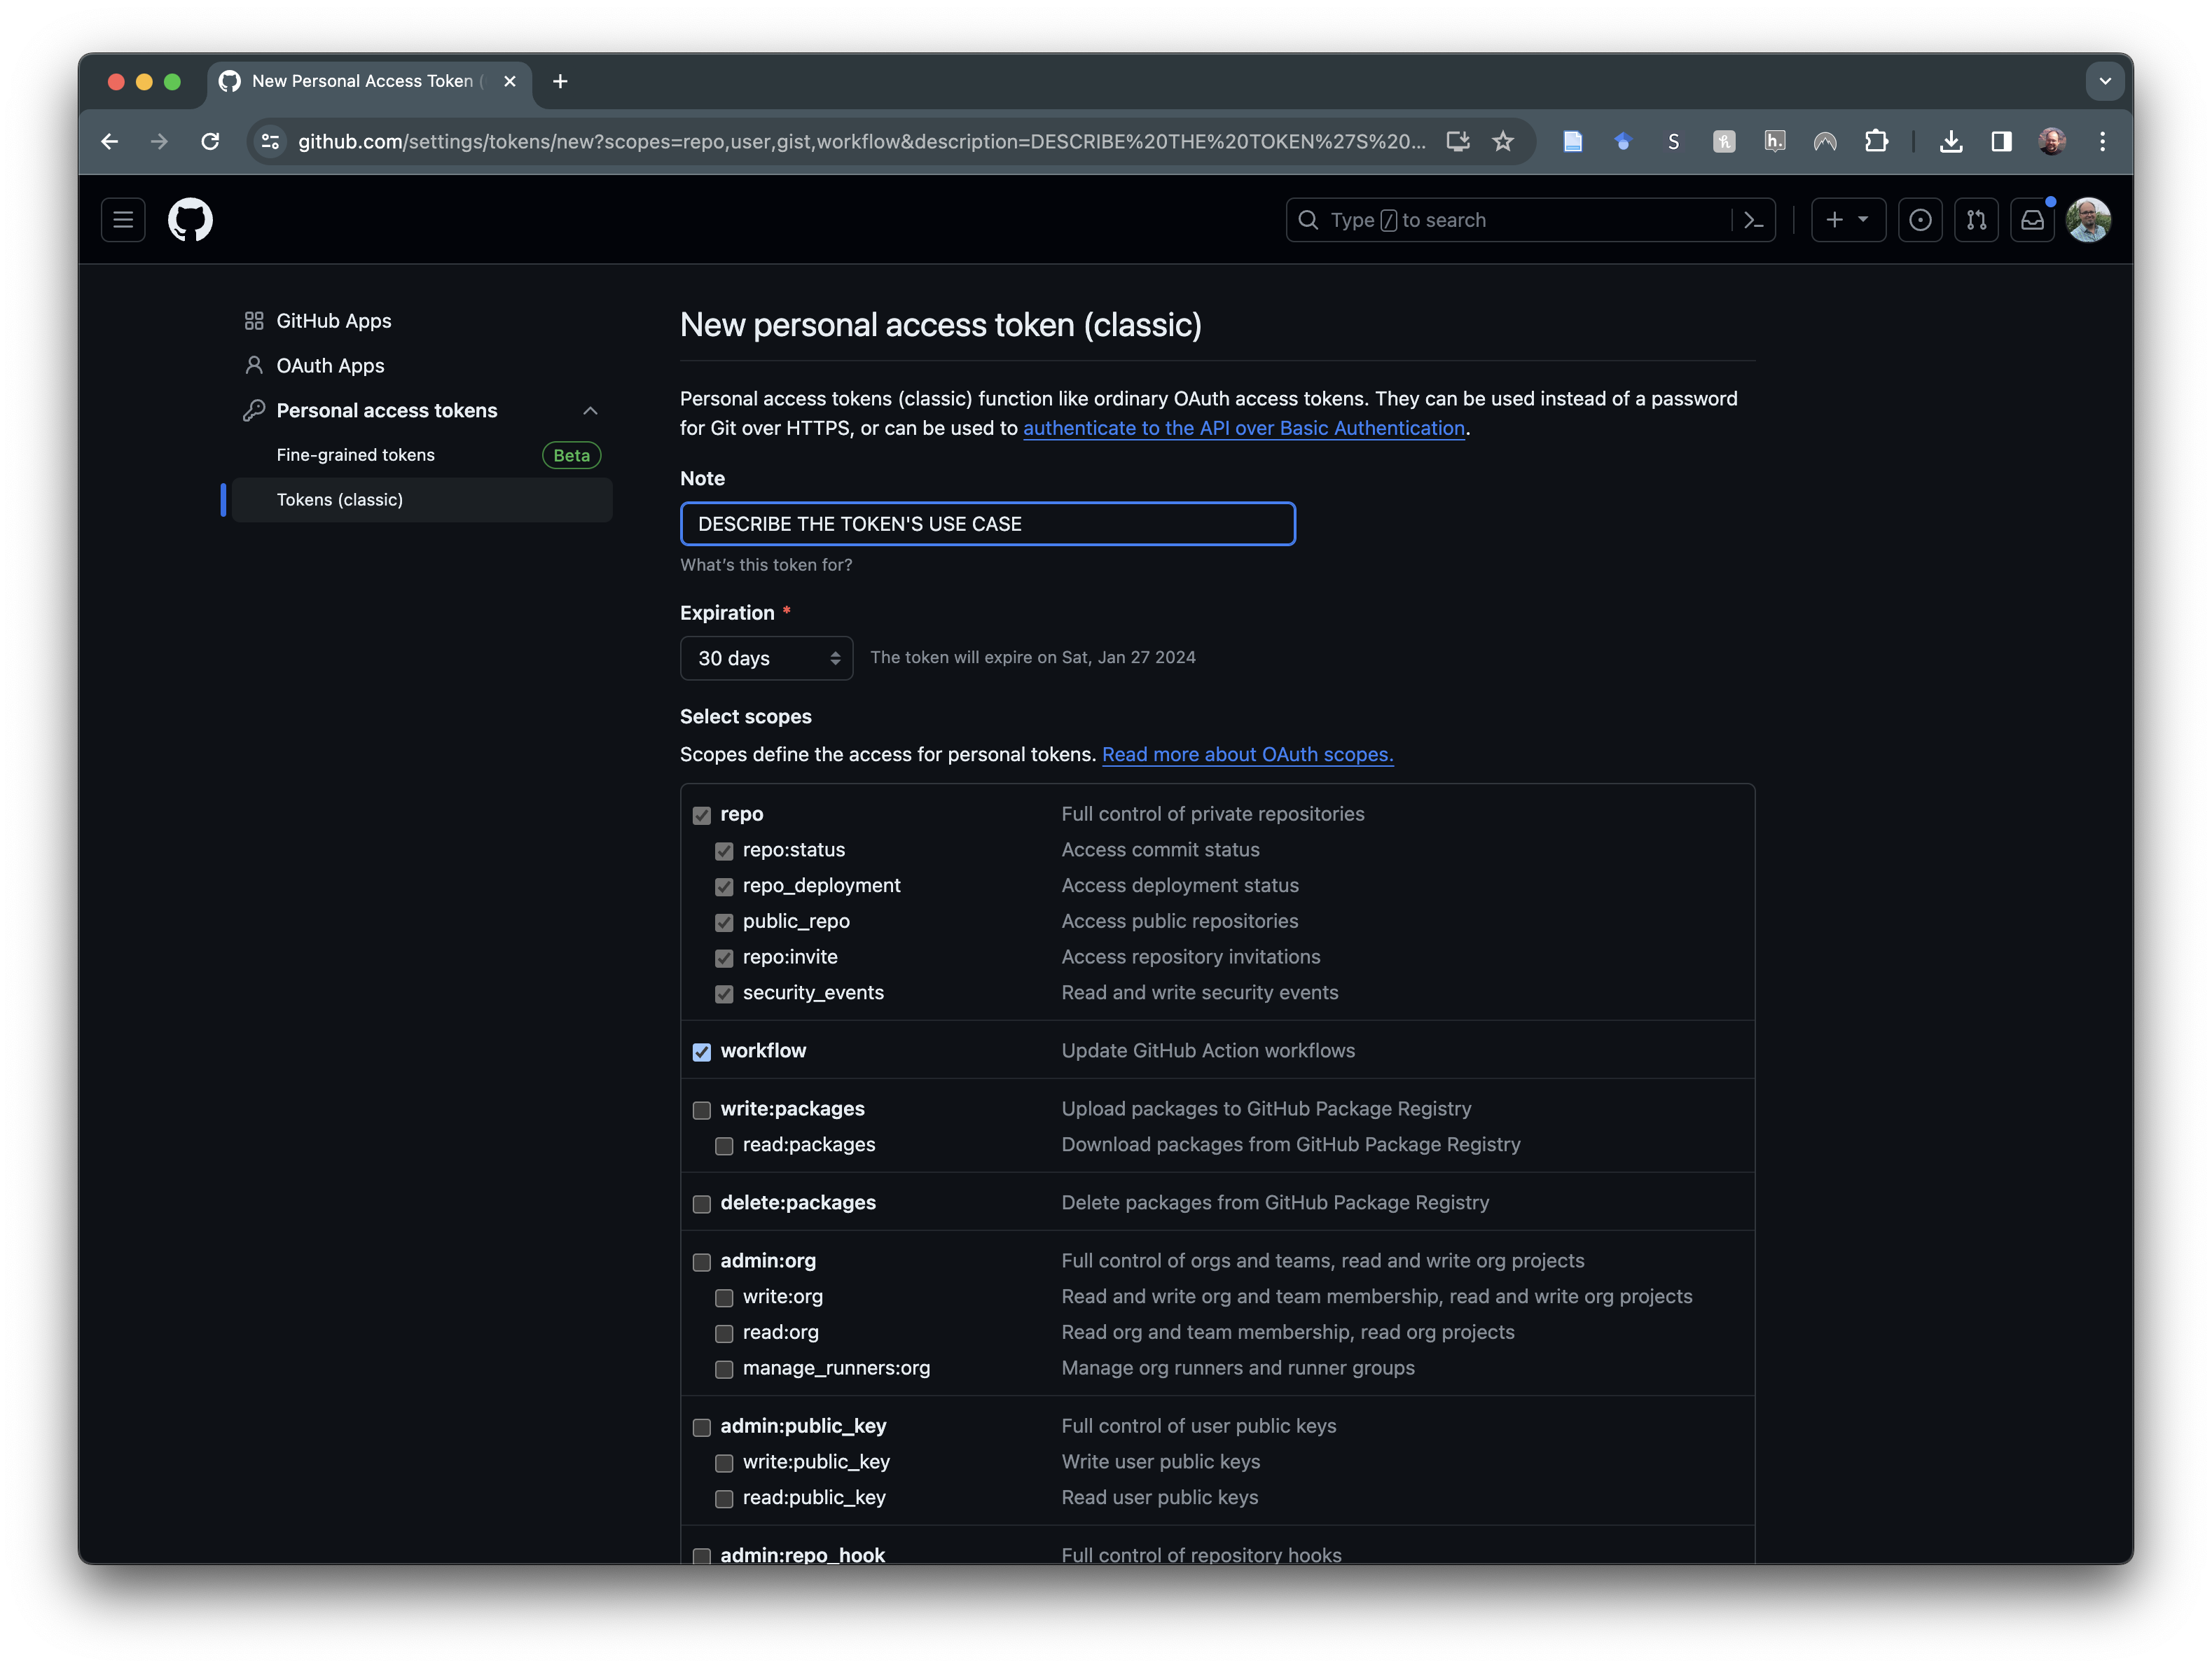 New Personal Access Token (
github.com/settings/tokens/new?scopes=repo,user,gist,workflow&description=DESCRIBE%20THE%20TOKEN%27S%20...
S
h.
Type / to search
GitHub Apps
OAuth Apps
Personal access tokens
Fine-grained tokens Beta
Tokens (classic)
New personal access token (classic)
Personal access tokens (classic) function like ordinary OAuth access tokens. They can be used instead of a password
for Git over HTTPS, or can be used to authenticate to the API over Basic Authentication.
Note
DESCRIBE THE TOKEN'S USE CASE
What's this token for?
Expiration *
30 days The token will expire on Sat, Jan 27 2024
Select scopes
Scopes define the access for personal tokens. Read more about OAuth scopes.
repo Full control of private repositories
repo:status Access commit status
repo_deployment Access deployment status
public_repo Access public repositories
repo:invite Access repository invitations
security_events Read and write security events
workflow Update GitHub Action workflows
write:packages Upload packages to GitHub Package Registry
read:packages Download packages from GitHub Package Registry
delete:packages Delete packages from GitHub Package Registry
admin:org Full control of orgs and teams, read and write org projects
write:org Read and write org and team membership, read and write org projects
read:org Read org and team membership, read org projects
manage_runners:org Manage org runners and runner groups
admin:public_key Full control of user public keys
write:public_key Write user public keys
read:public_key Read user public keys
admin:repo_hook Full control of repository hooks